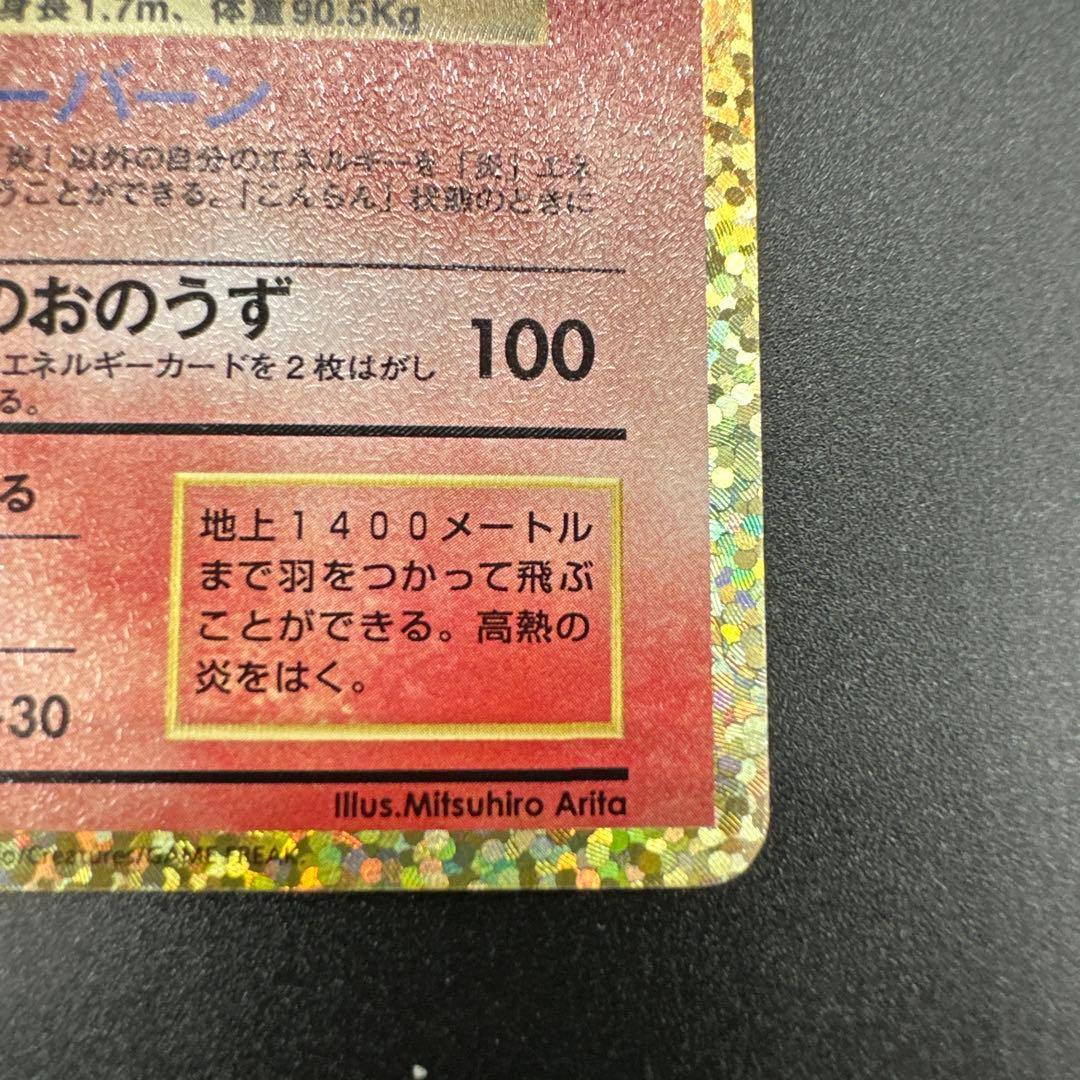 身長1.7m、体重90.5Kg
ーバーン
炎」以外の自分のエネルギーを「炎」エネ
うことができる。「こんらん」状態のときに
のおのうず
100
エネルギーカードを2枚はがし
る。
る
地上1400メートル
まで羽をつかって飛ぶ
ことができる。高熱の
炎をはく。
-30
Illus.Mitsuhiro Arita
o/Creatures/GAME FREAK.